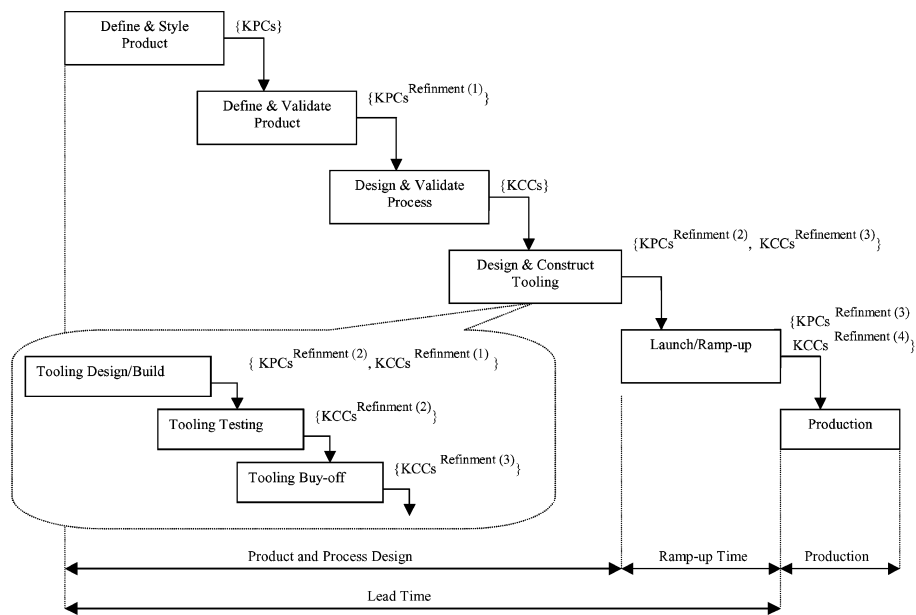 Define & Style
Product
{KPCs}
Define & Validate
Product
{KPCs Refinment (1) }
Design & Validate
Process
{KCCs}
Design & Construct
Tooling
{KPCs Refinment (2) , KCCs Refinement (3) }
Launch/Ramp-up
{KPCs Refinment (3)
KCCs Refinment (4) }
Production
Tooling Design/Build
{ KPCs Refinment (2) , KCCs Refinment (1) }
Tooling Testing
{KCCs Refinment (2) }
Tooling Buy-off
{KCCs Refinment (3) }
Product and Process Design
Ramp-up Time
Production
Lead Time